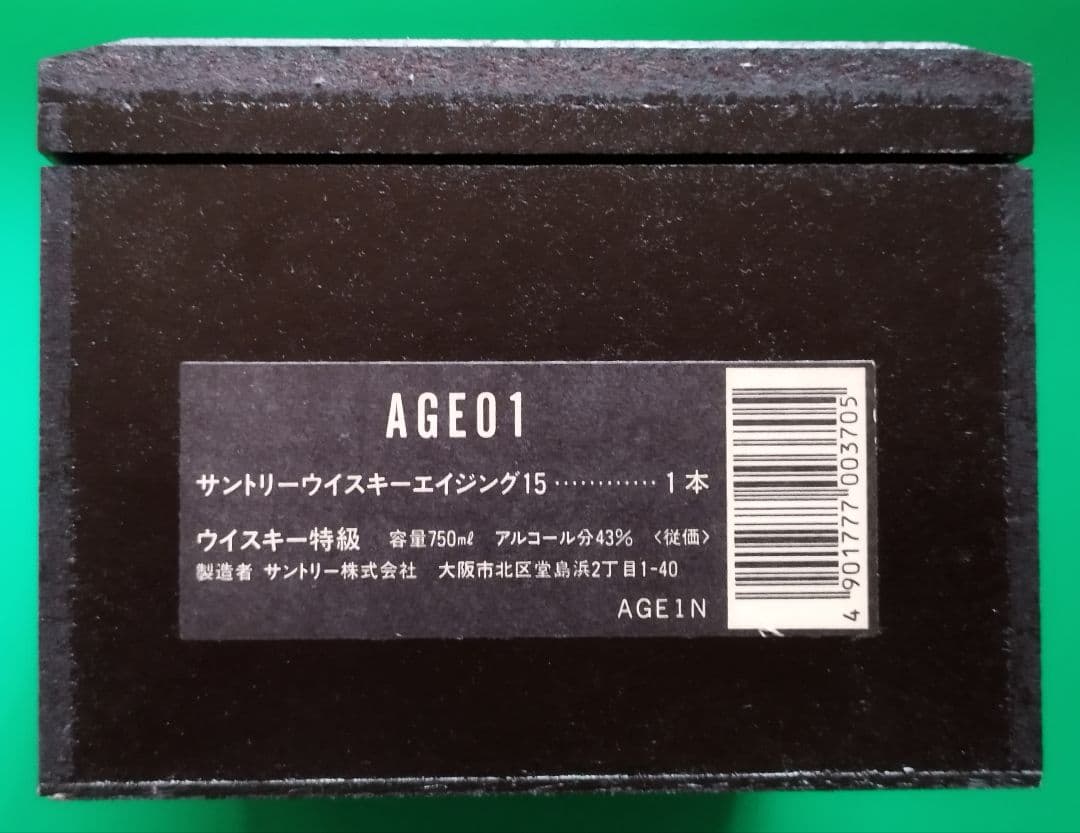 AGE01
サントリーウイスキーエイジング15············1本
ウイスキー特級 容量750ml アルコール分43% 〈従価〉
製造者 サントリー株式会社 大阪市北区堂島浜2丁目1-40
AGE1N
4 901777 003705